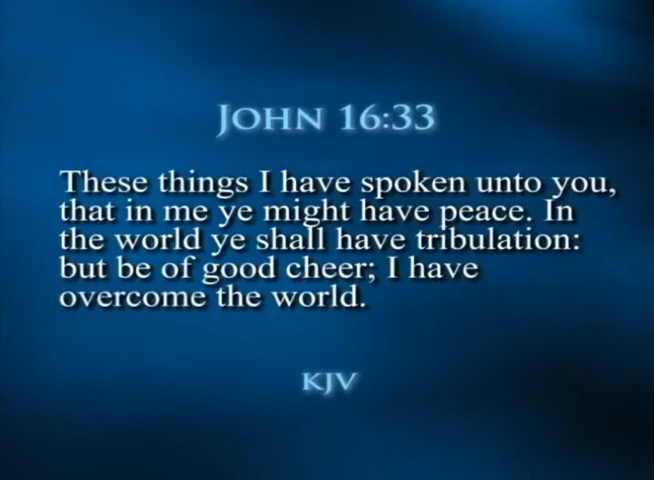 John 16:33
These things I have spoken unto you,
that in me ye might have peace. In
the world ye shall have tribulation:
but be of good cheer; I have
overcome the world.
KJV